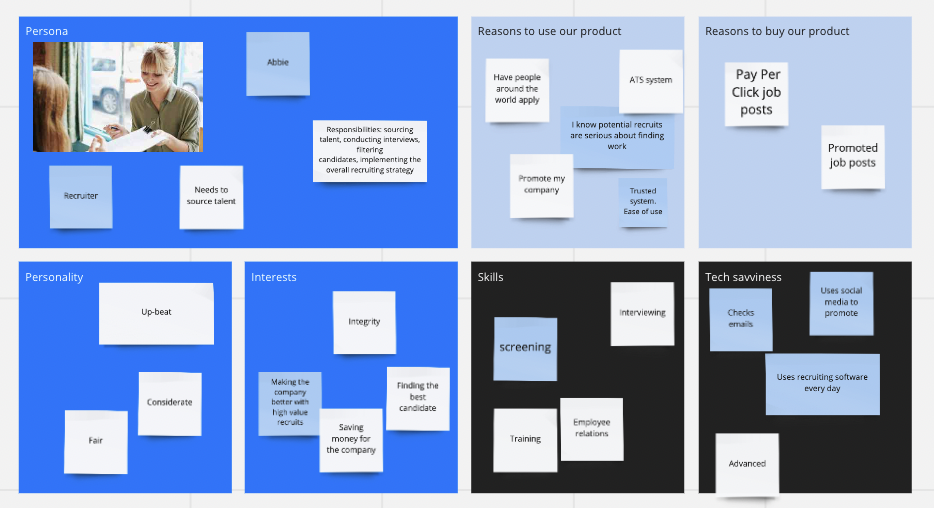 Persona
Abbie
Responsibilities: sourcing
talent, conducting interviews,
filtering
candidates, implementing the
overall recruiting strategy
Recruiter
Needs to
source talent
Reasons to use our product
Have people
around the
world apply
ATS system
I know potential recruits
are serious about finding
work
Promote my
company
Trusted
system.
Ease of use
Reasons to buy our product
Pay Per
Click job
posts
Promoted
job posts
Personality
Up-beat
Considerate
Fair
Interests
Integrity
Making the
company
better with
high value
recruits
Finding the
best
candidate
Saving
money for
the company
Skills
Interviewing
screening
Training
Employee
relations
Tech savviness
Checks
emails
Uses social
media to
promote
Uses recruiting software
every day
Advanced